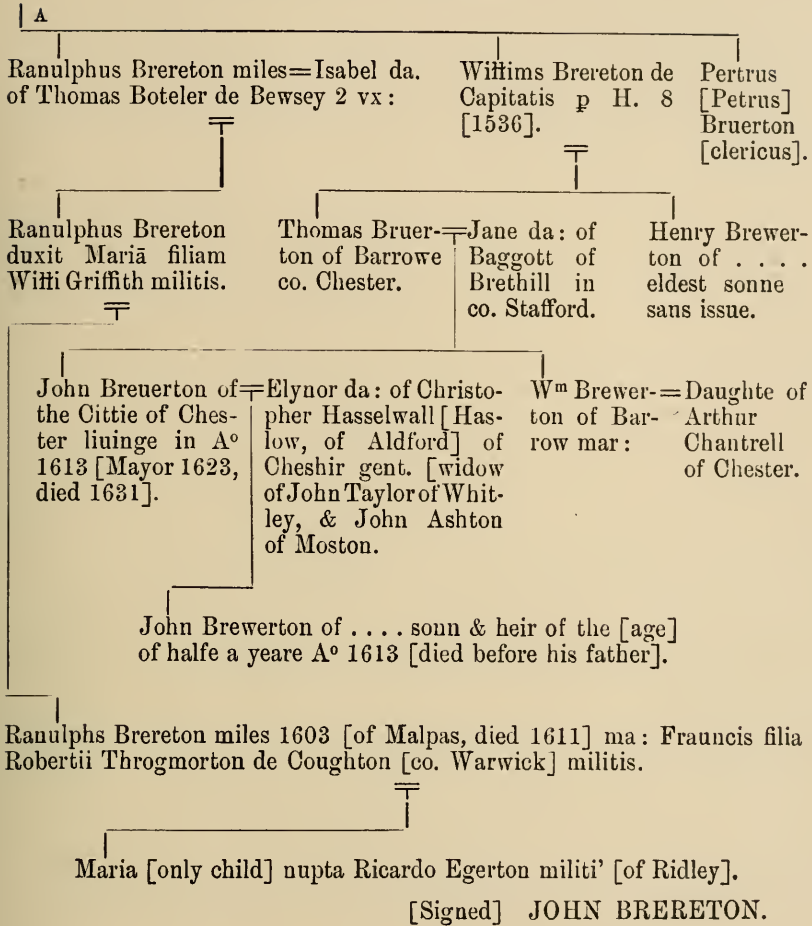 A
Ranulphus Brereton miles=Isabel da.
of Thomas Boteler de Bewsey 2 vx:
Willims Brereton de
Capitatis p H. 8
[1536].
Pertrus
[Petrus]
Bruerton
[clericus].
Ranulphus Brereton
duxit Mariā filiam
Willi Griffith militis.
Thomas Bruer-
ton of Barrowe
co. Chester.
Jane da: of
Baggott of
Brethill in
co. Stafford.
Henry Brewer-
ton of . . . .
eldest sonne
sans issue.
John Breuerton of
the Cittie of Ches-
ter liuinge in Aº
1613 [Mayor 1623,
died 1631].
Elynor da: of Christo-
pher Hasselwall [Has-
low, of Aldford] of
Cheshir gent. [widow
of John Taylor of Whit-
ley, & John Ashton
of Moston.
Wᵐ Brewer-
ton of Bar-
row mar:
=Daughte of
Arthur
Chantrell
of Chester.
John Brewerton of . . . . sonn & heir of the [age]
of halfe a yeare Aº 1613 [died before his father].
Ranulphs Brereton miles 1603 [of Malpas, died 1611] ma: Frauncis filia
Robertii Throgmorton de Coughton [co. Warwick] militis.
Maria [only child] nupta Ricardo Egerton militi' [of Ridley].
[Signed] JOHN BRERETON.